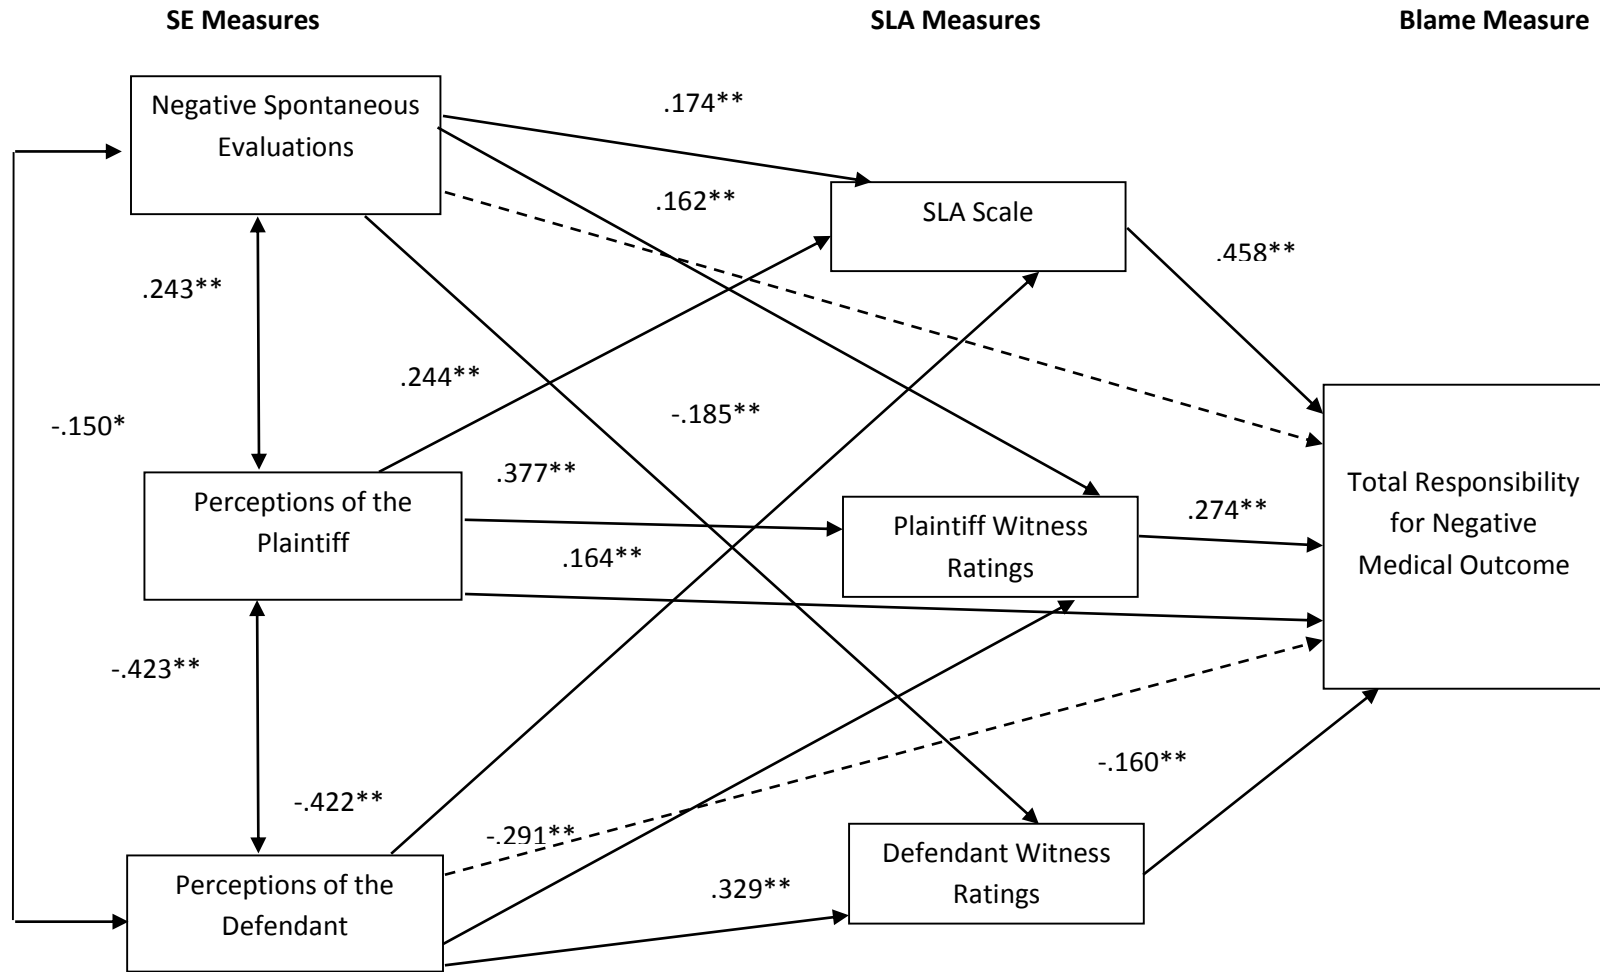 SE Measures
SLA Measures
Blame Measure
Negative Spontaneous
Evaluations
.174**
.162**
SLA Scale
.458**
.243**
.244**
-.185**
-.150*
.377**
Perceptions of the
Plaintiff
Plaintiff Witness
Ratings
.274**
.164**
Total Responsibility
for Negative
Medical Outcome
-.423**
-.422**
-.291**
-.160**
Perceptions of the
Defendant
.329**
Defendant Witness
Ratings